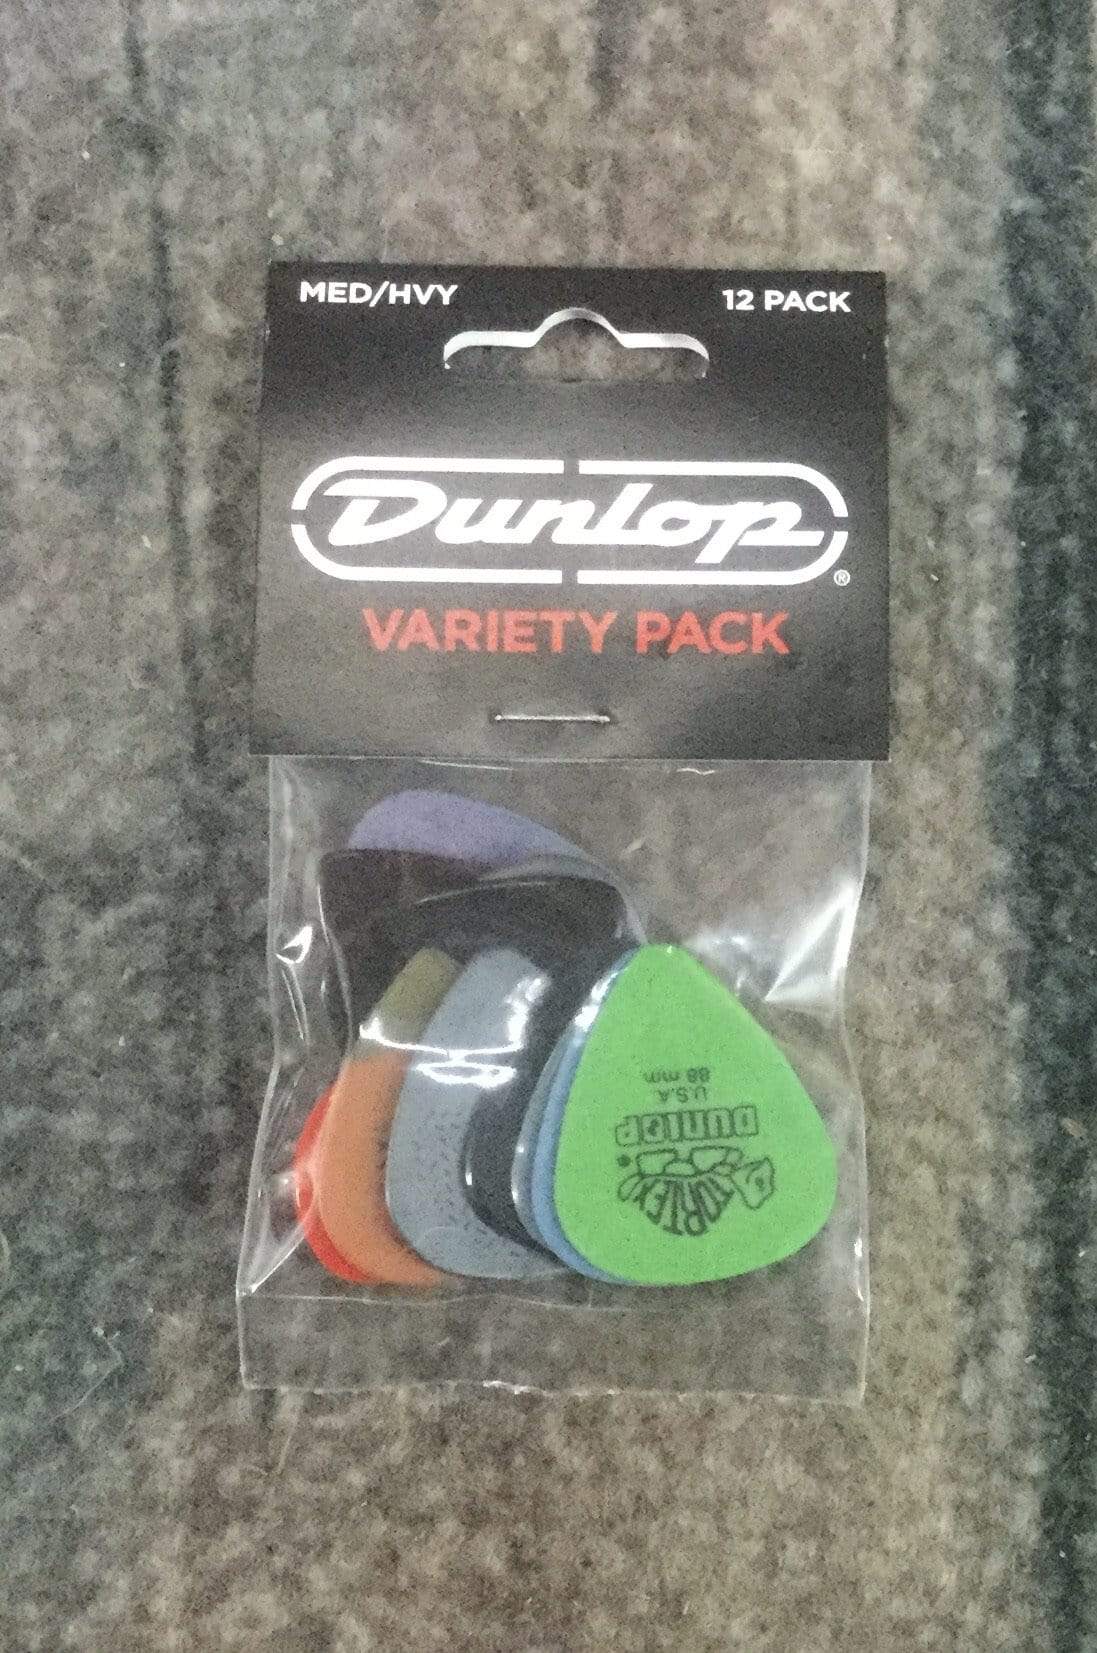 MED/HVY
12 PACK
Dunlop®
VARIETY PACK
TORTEX®
DUNLOP
U.S.A.
88 mm